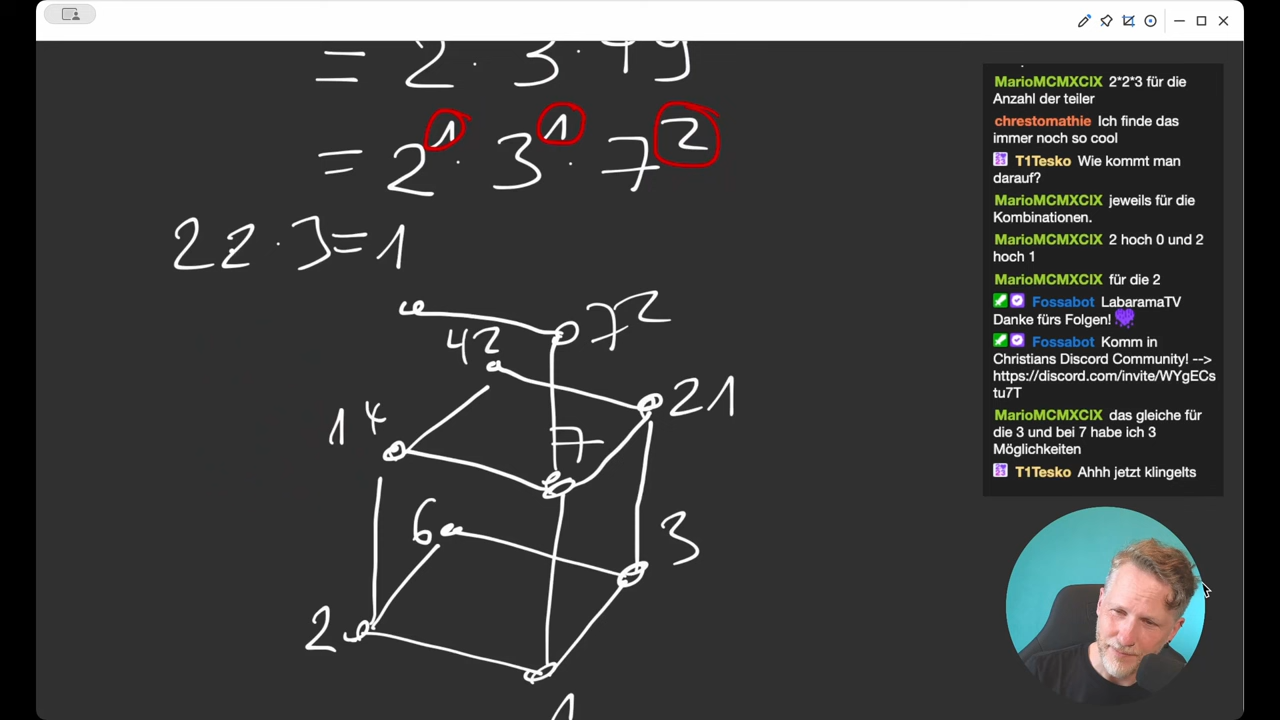 = 2 · 3 · 49
= 2^1 · 3^1 · 7^2
22·3=1
7^2
42
21
14
7
6
3
2
1
MarioMCMXCIX 2*2*3 für die
Anzahl der teiler
chrestomathie Ich finde das
immer noch so cool
T1Tesko Wie kommt man
darauf?
MarioMCMXCIX jeweils für die
Kombinationen.
MarioMCMXCIX 2 hoch 0 und 2
hoch 1
MarioMCMXCIX für die 2
Fossabot LabaramaTV
Danke fürs Folgen!
Fossabot Komm in
Christians Discord Community! -->
https://discord.com/invite/WYgECs
tu7T
MarioMCMXCIX das gleiche für
die 3 und bei 7 habe ich 3
Möglichkeiten
T1Tesko Ahhh jetzt klingelts